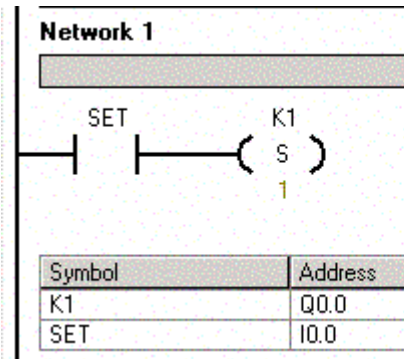 Network 1
SET K1
S
1
Symbol Address
K1 Q0.0
SET I0.0